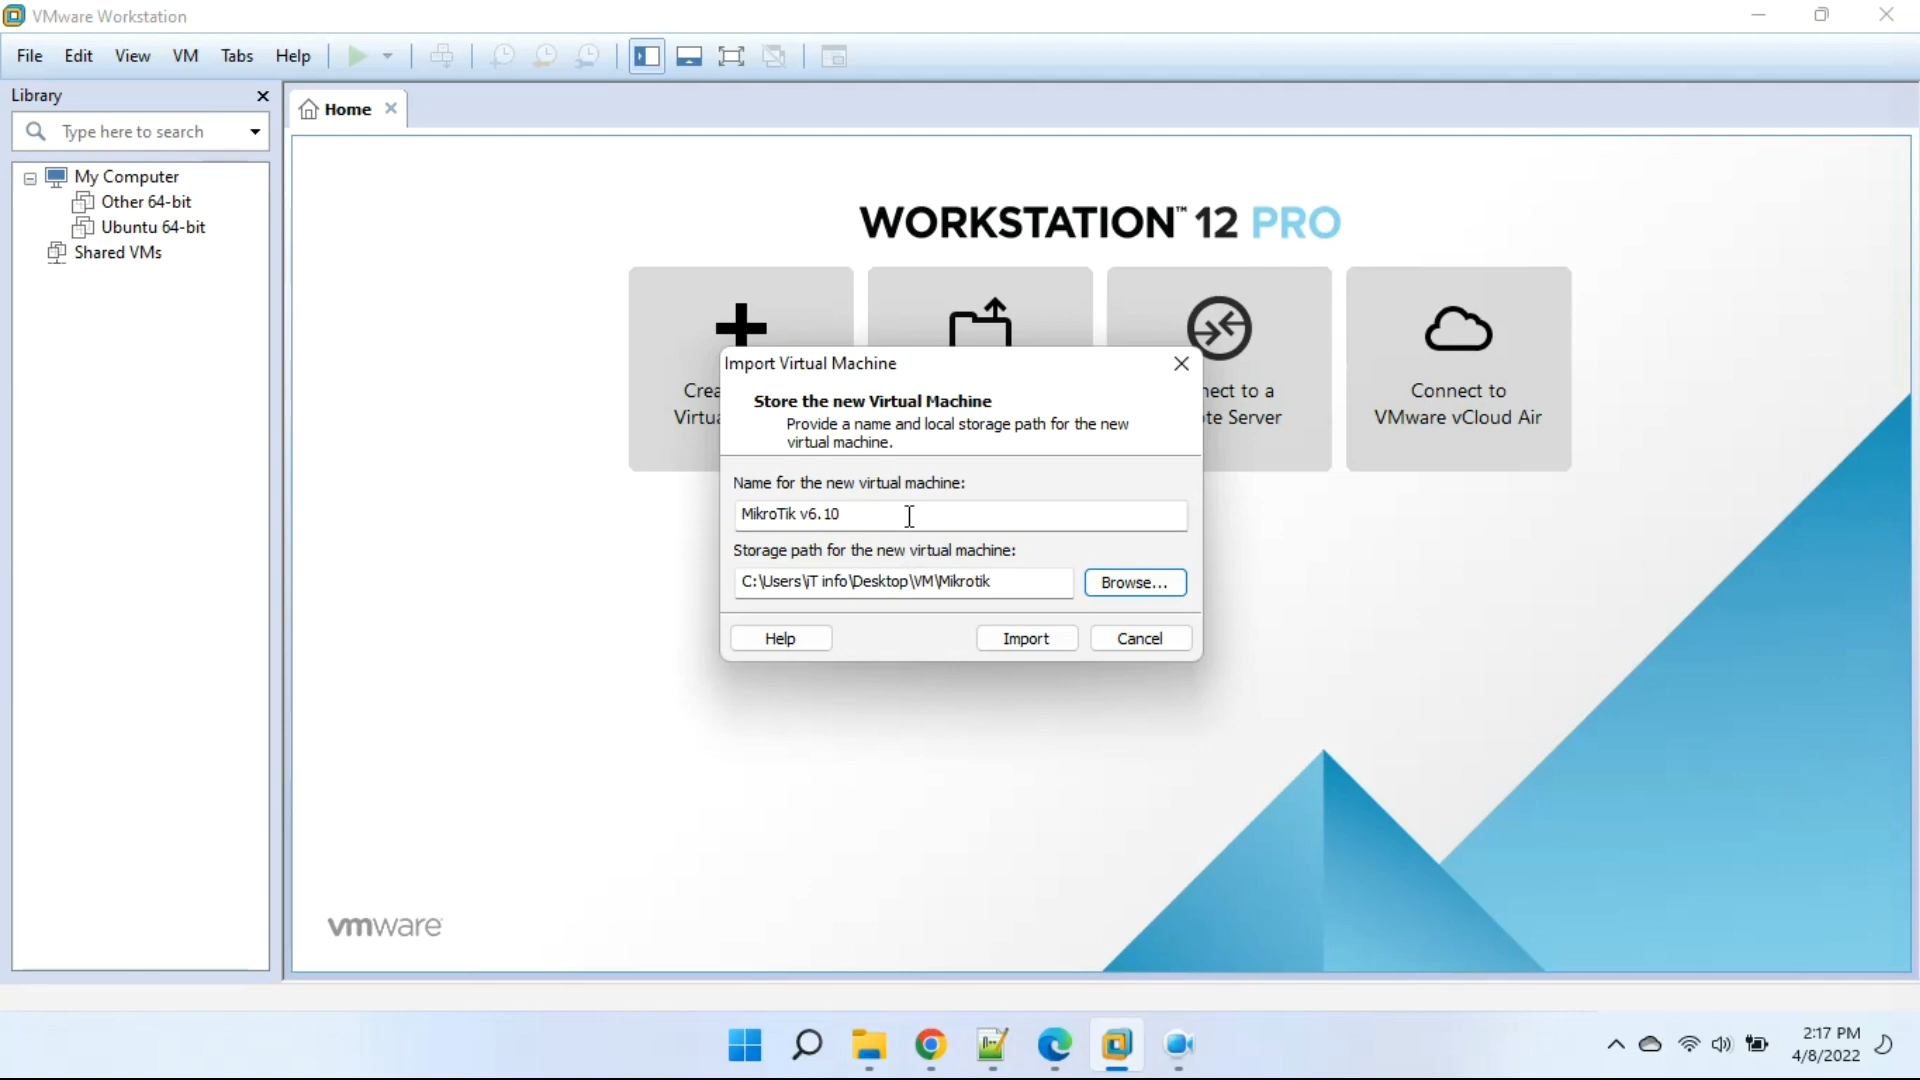 VMware Workstation
File Edit View VM Tabs Help
Library
Type here to search
Home
My Computer
Other 64-bit
Ubuntu 64-bit
Shared VMs
WORKSTATION™ 12 PRO
Crea
Virtu
nect to a
te Server
Connect to
VMware vCloud Air
Import Virtual Machine
Store the new Virtual Machine
Provide a name and local storage path for the new
virtual machine.
Name for the new virtual machine:
MikroTik v6.10
Storage path for the new virtual machine:
C:\Users\iT info\Desktop\VM\Mikrotik
Browse...
Help Import Cancel
vmware
2:17 PM
4/8/2022